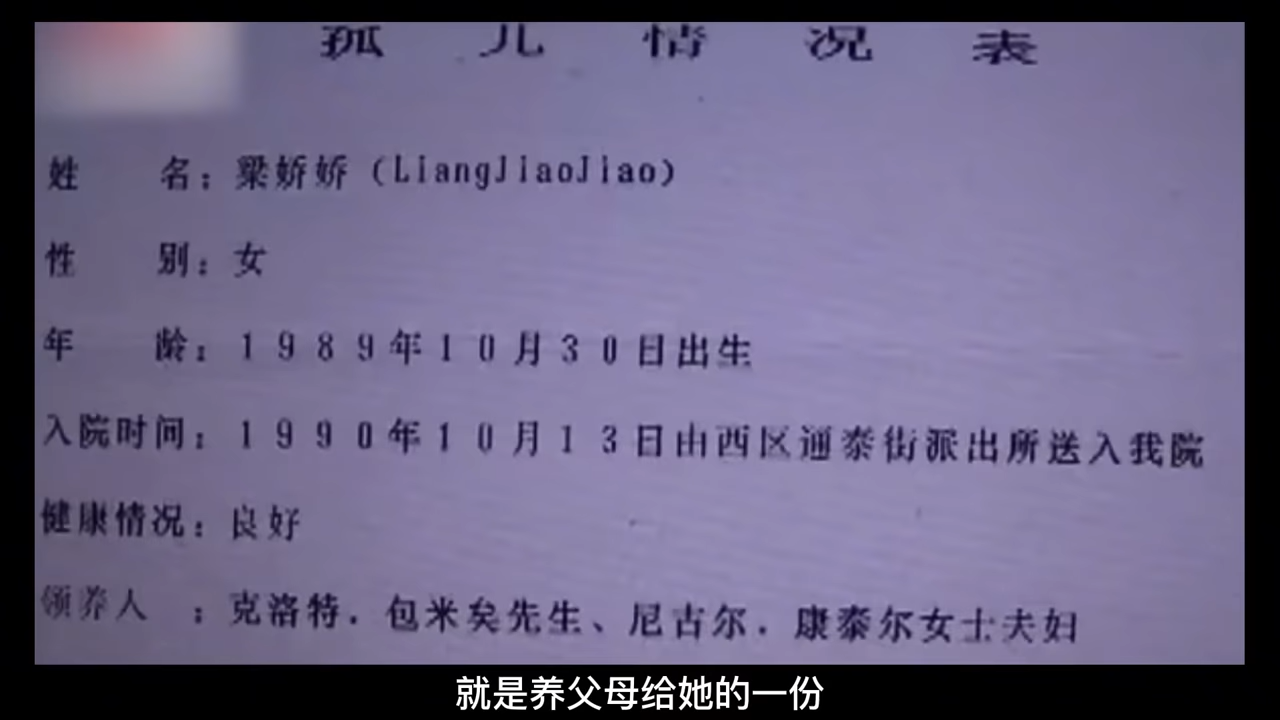 孤儿情况表
姓 名：梁娇娇（LiangJiaoJiao）
性 别：女
年 龄：1989年10月30日出生
入院时间：1990年10月13日由西区通泰街派出所送入我院
健康情况：良好
领养人 ：克洛特．包米矣先生、尼古尔．康泰尔女士夫妇
就是养父母给她的一份